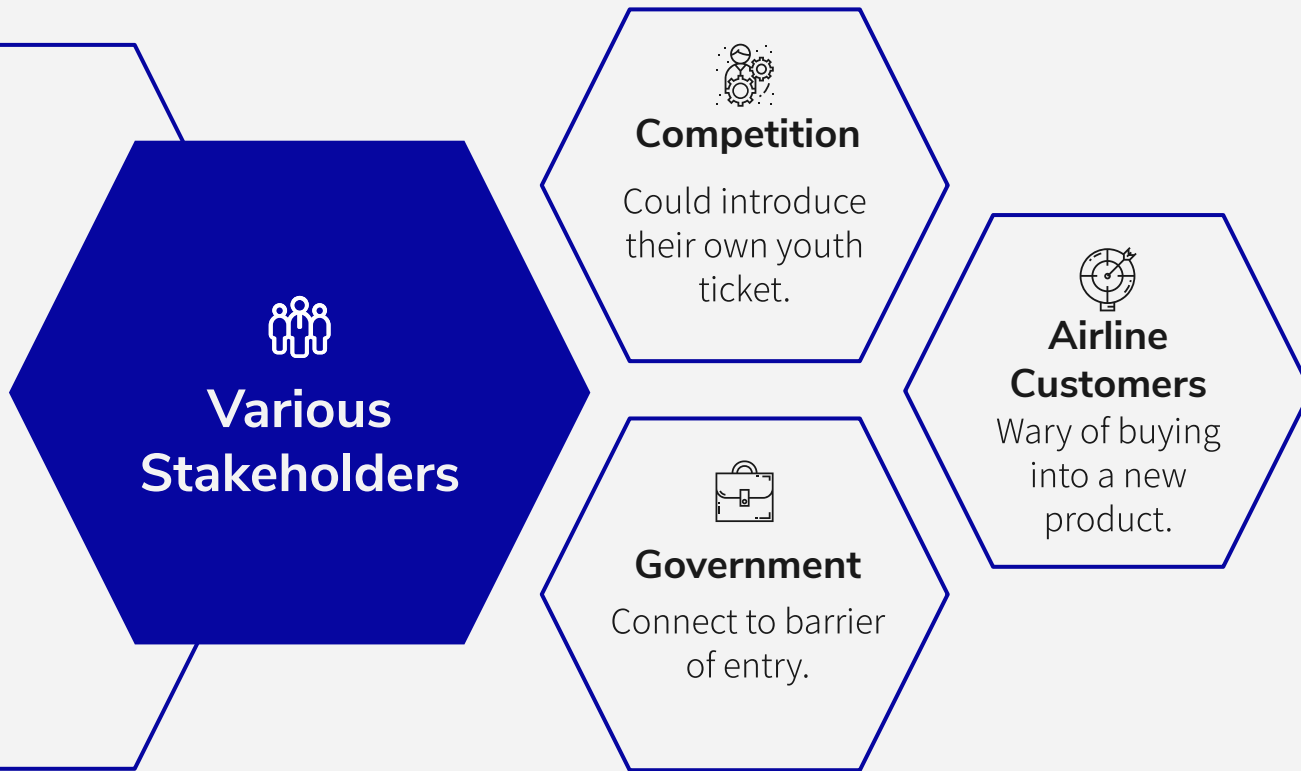 Various
Stakeholders
Competition
Could introduce
their own youth
ticket.
Airline
Customers
Wary of buying
into a new
product.
Government
Connect to barrier
of entry.